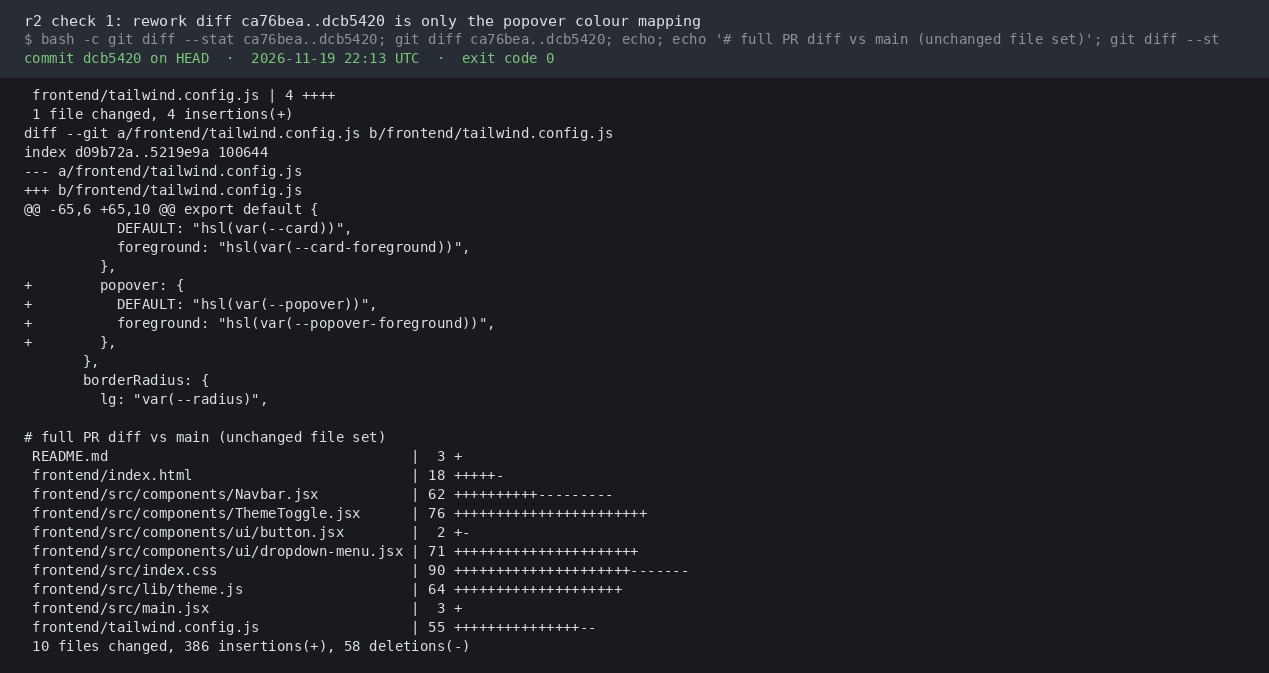 r2 check 1: rework diff ca76bea..dcb5420 is only the popover colour mapping
$ bash -c git diff --stat ca76bea..dcb5420; git diff ca76bea..dcb5420; echo; echo '# full PR diff vs main (unchanged file set)'; git diff --st
commit dcb5420 on HEAD  ·  2026-11-19 22:13 UTC  ·  exit code 0
 frontend/tailwind.config.js | 4 ++++
 1 file changed, 4 insertions(+)
diff --git a/frontend/tailwind.config.js b/frontend/tailwind.config.js
index d09b72a..5219e9a 100644
--- a/frontend/tailwind.config.js
+++ b/frontend/tailwind.config.js
@@ -65,6 +65,10 @@ export default {
           DEFAULT: "hsl(var(--card))",
           foreground: "hsl(var(--card-foreground))",
         },
+        popover: {
+          DEFAULT: "hsl(var(--popover))",
+          foreground: "hsl(var(--popover-foreground))",
+        },
       },
       borderRadius: {
         lg: "var(--radius)",

# full PR diff vs main (unchanged file set)
 README.md                                    |  3 +
 frontend/index.html                          | 18 +++++-
 frontend/src/components/Navbar.jsx           | 62 ++++++++++---------
 frontend/src/components/ThemeToggle.jsx      | 76 +++++++++++++++++++++++
 frontend/src/components/ui/button.jsx        |  2 +-
 frontend/src/components/ui/dropdown-menu.jsx | 71 ++++++++++++++++++++++
 frontend/src/index.css                       | 90 +++++++++++++++++++++-------
 frontend/src/lib/theme.js                    | 64 ++++++++++++++++++++
 frontend/src/main.jsx                        |  3 +
 frontend/tailwind.config.js                  | 55 +++++++++++++++--
 10 files changed, 386 insertions(+), 58 deletions(-)